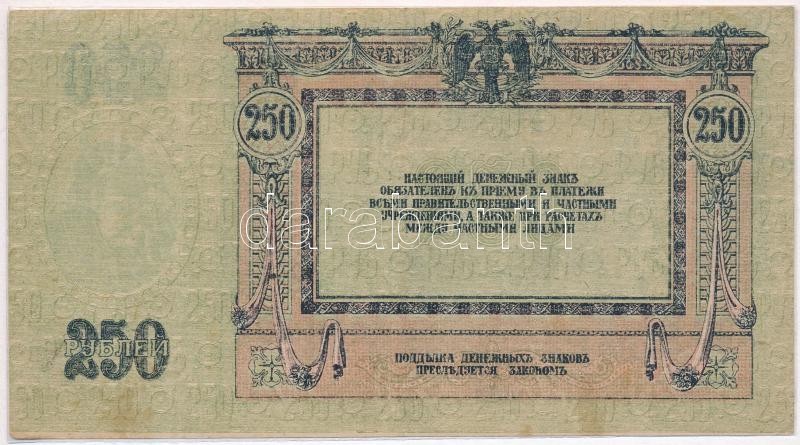 250
250
НАСТОЯЩІЙ ДЕНЕЖНЫЙ ЗНАКЪ
ОБЯЗАТЕЛЕНЪ КЪ ПРІЕМУ ВЪ ПЛАТЕЖИ
ВСѢМИ ПРАВИТЕЛЬСТВЕННЫМИ И ЧАСТНЫМИ
УЧРЕЖДЕНІЯМИ, А ТАКЖЕ ПРИ РАСЧЕТАХЪ
МЕЖДУ ЧАСТНЫМИ ЛИЦАМИ
darabanth
250
РУБЛЕЙ
ПОДДѢЛКА ДЕНЕЖНЫХЪ ЗНАКОВЪ
ПРЕСЛѢДУЕТСЯ ЗАКОНОМЪ